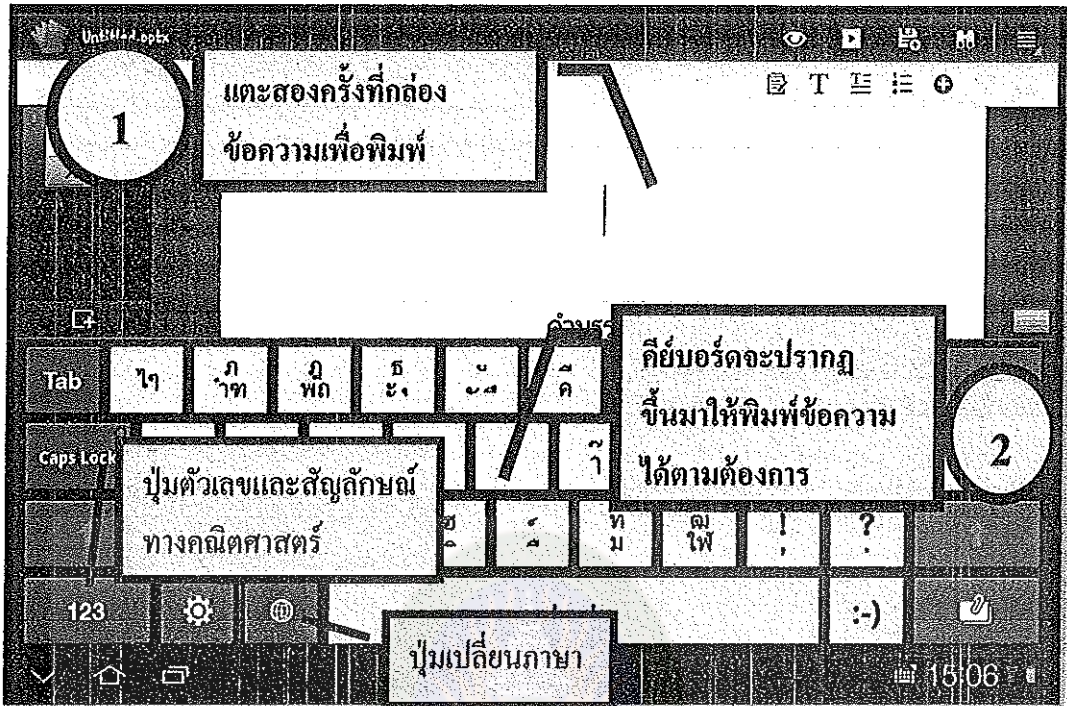 Untitled.pptx
1
แตะสองครั้งที่กล่อง
ข้อความเพื่อพิมพ์
T
คีย์บอร์ดจะปรากฏ
ขึ้นมาให้พิมพ์ข้อความ
ได้ตามต้องการ
2
Tab
ไๆ
Caps Lock
ปุ่มตัวเลขและสัญลักษณ์
ทางคณิตศาสตร์
! ?
, .
123
:-)
ปุ่มเปลี่ยนภาษา
15:06